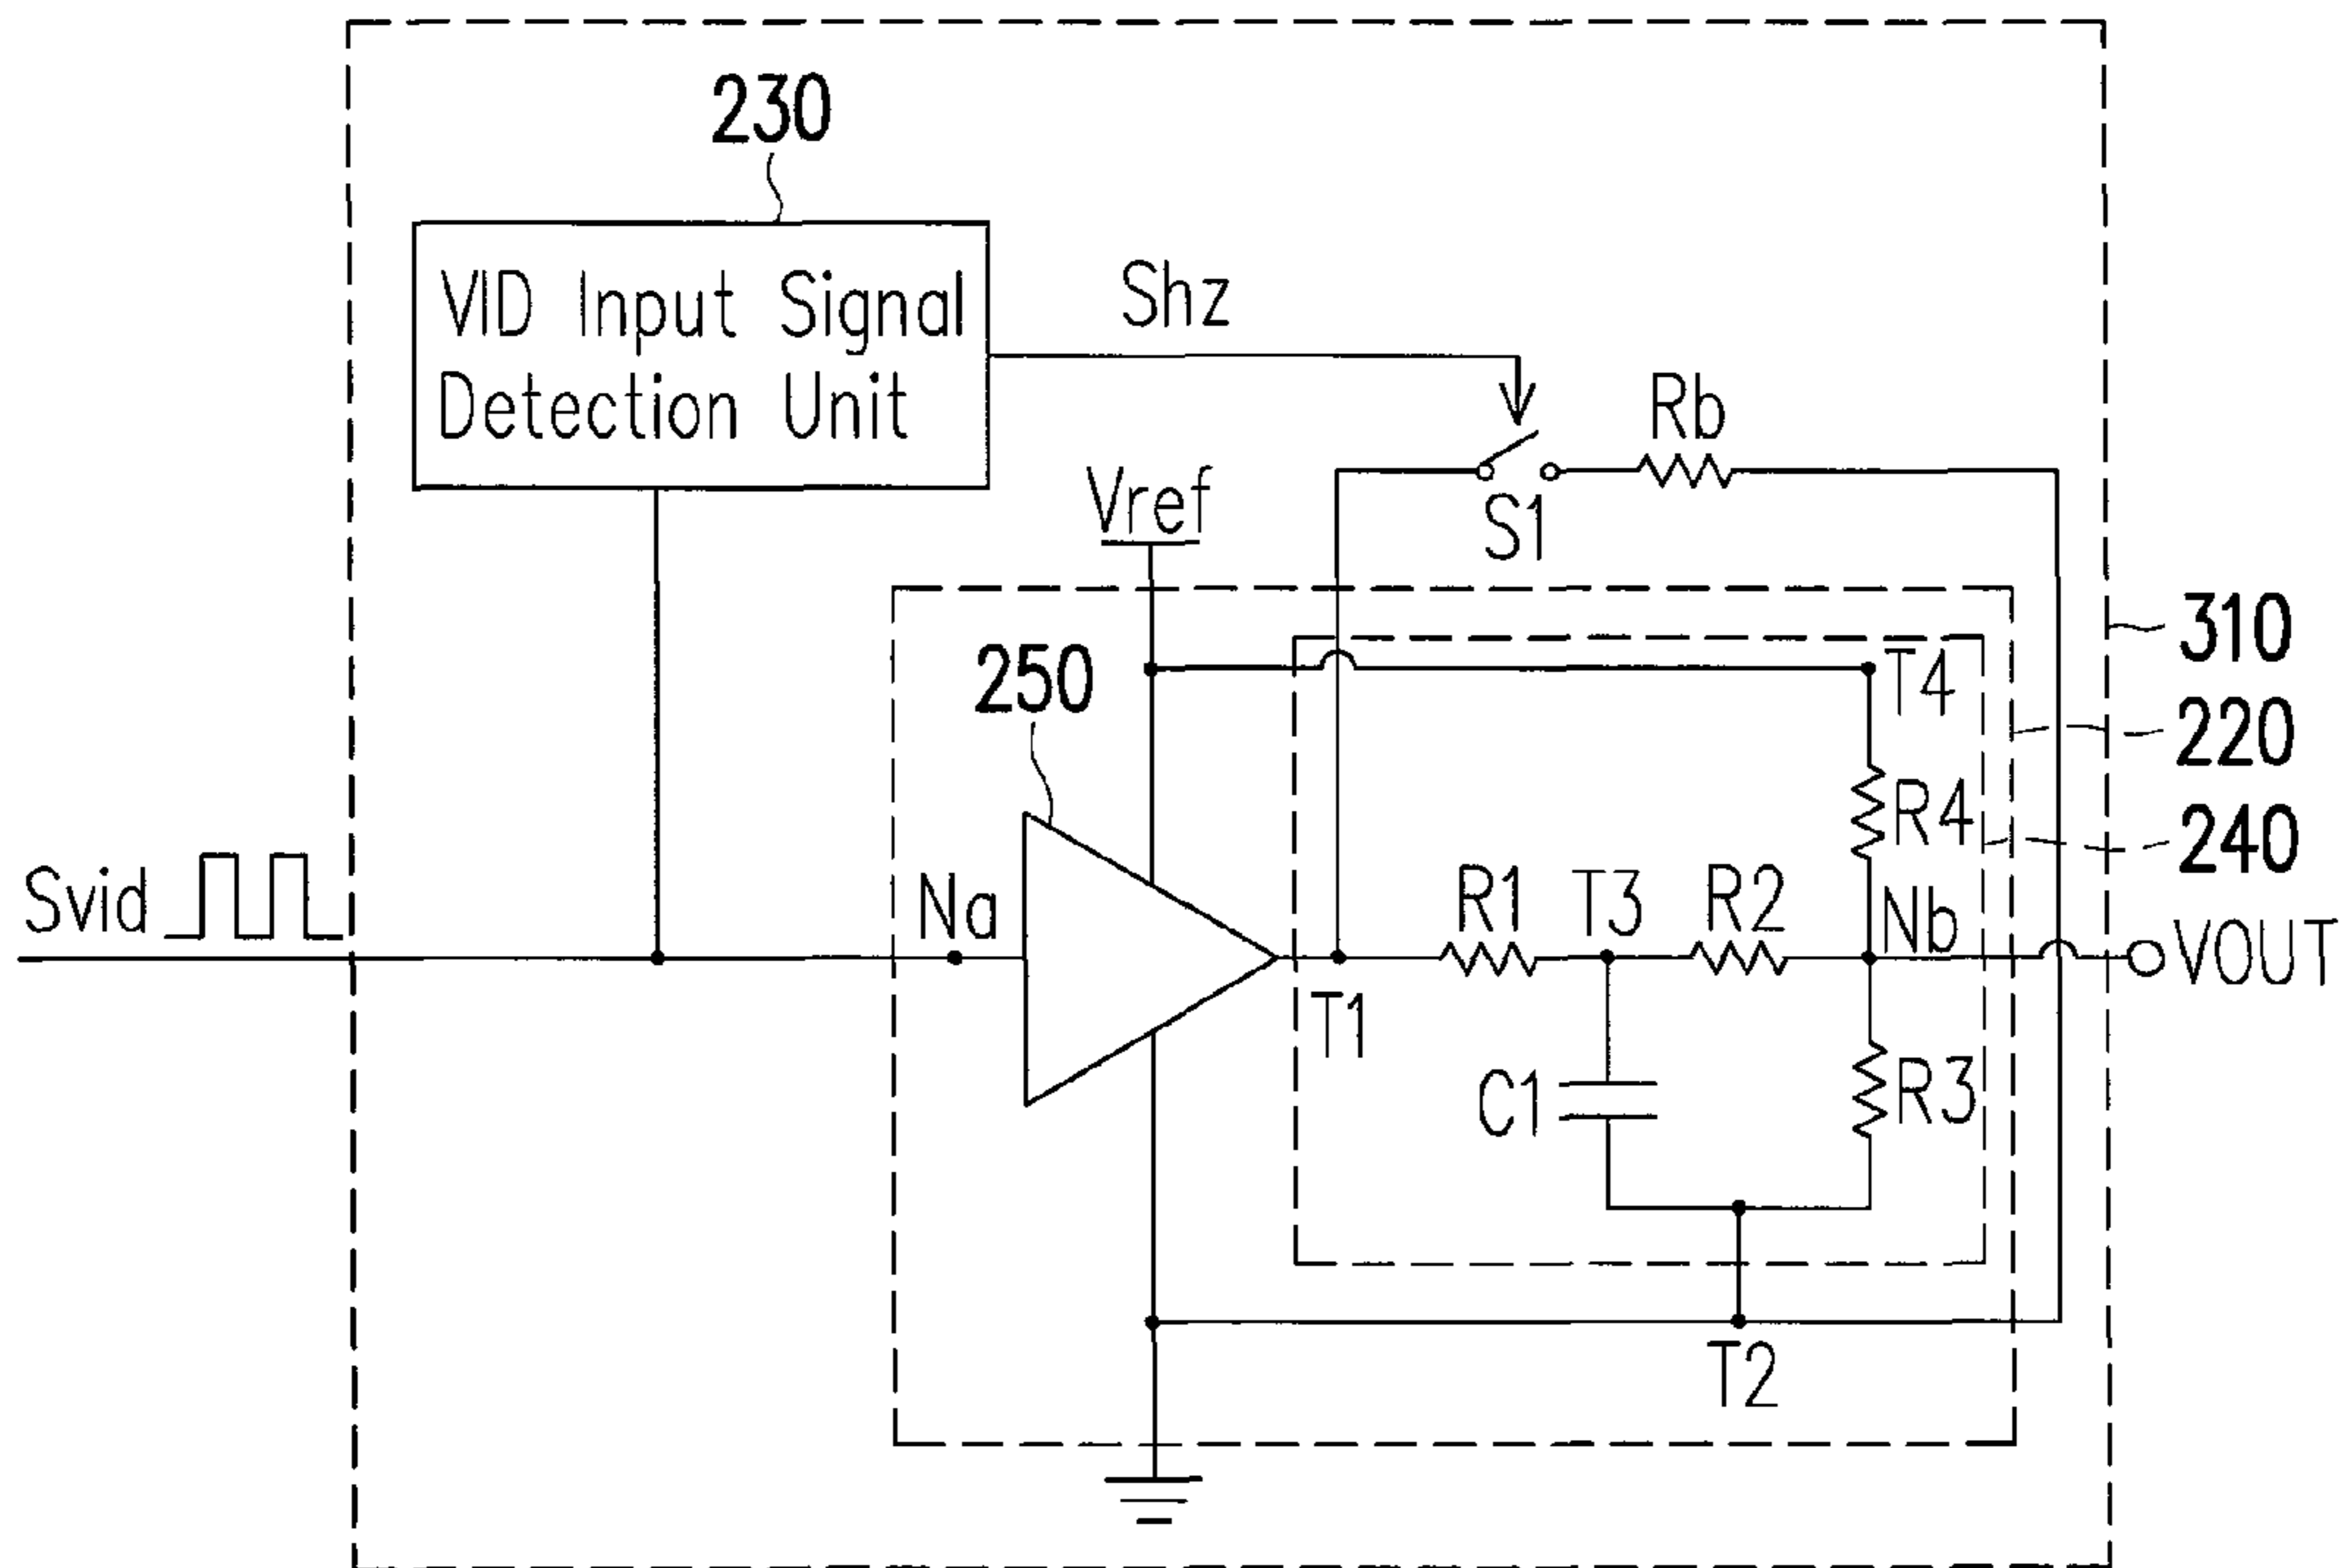 230
VID Input Signal
Detection Unit
Shz
Rb
S1
Vref
310
250
T4
220
R4
240
Svid
Na
R1
T3
R2
Nb
VOUT
T1
C1
R3
T2